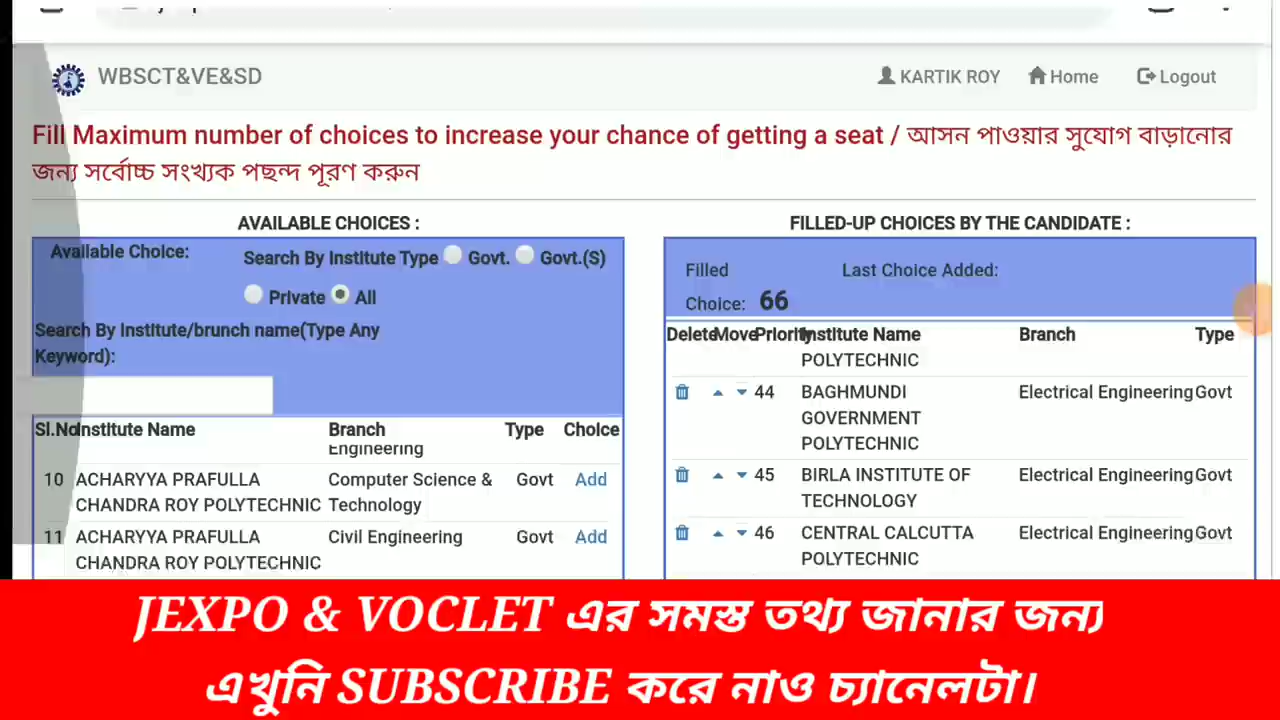 WBSCT&VE&SD
KARTIK ROY Home Logout
Fill Maximum number of choices to increase your chance of getting a seat / আসন পাওয়ার সুযোগ বাড়ানোর
জন্য সর্বোচ্চ সংখ্যক পছন্দ পূরণ করুন
AVAILABLE CHOICES :
Available Choice:
Search By Institute Type Govt. Govt.(S)
Private All
Search By Institute/brunch name(Type Any
Keyword):
Sl.No Institute Name Branch Type Choice
Engineering
10 ACHARYYA PRAFULLA Computer Science & Govt Add
CHANDRA ROY POLYTECHNIC Technology
11 ACHARYYA PRAFULLA Civil Engineering Govt Add
CHANDRA ROY POLYTECHNIC
FILLED-UP CHOICES BY THE CANDIDATE :
Filled Last Choice Added:
Choice: 66
Delete Move Priority Institute Name Branch Type
POLYTECHNIC
44 BAGHMUNDI Electrical Engineering Govt
GOVERNMENT
POLYTECHNIC
45 BIRLA INSTITUTE OF Electrical Engineering Govt
TECHNOLOGY
46 CENTRAL CALCUTTA Electrical Engineering Govt
POLYTECHNIC
JEXPO & VOCLET এর সমস্ত তথ্য জানার জন্য
এখুনি SUBSCRIBE করে নাও চ্যানেলটা।